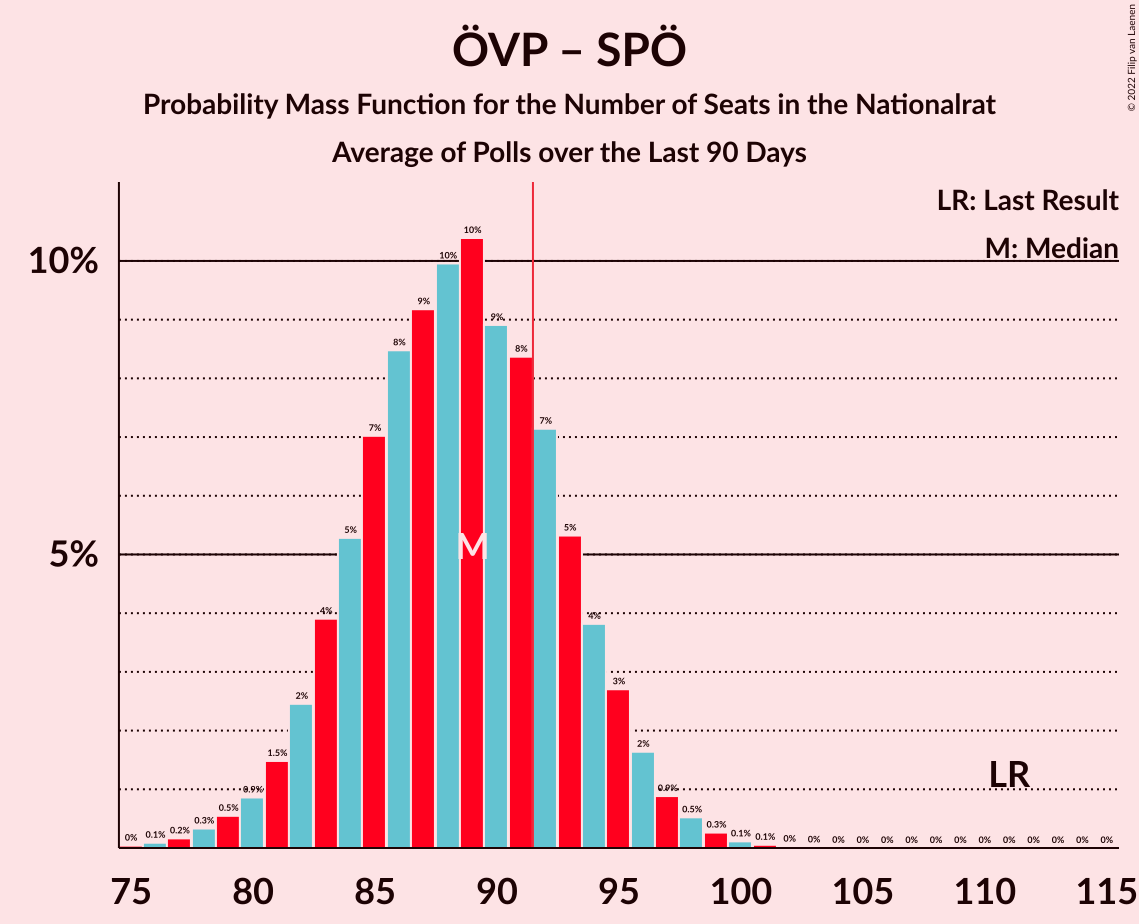 © 2022 Filip van Laenen
ÖVP – SPÖ
Probability Mass Function for the Number of Seats in the Nationalrat
Average of Polls over the Last 90 Days
LR: Last Result
M: Median
10%
5%
0% 0.1% 0.2% 0.3% 0.5% 0.9% 1.5% 2% 4% 5% 7% 8% 9% 10% 10% 9% 8% 7% 5% 4% 3% 2% 0.9% 0.5% 0.3% 0.1% 0.1% 0% 0% 0% 0% 0% 0% 0% 0% 0% 0% 0% 0% 0% 0%
M
LR
75 80 85 90 95 100 105 110 115